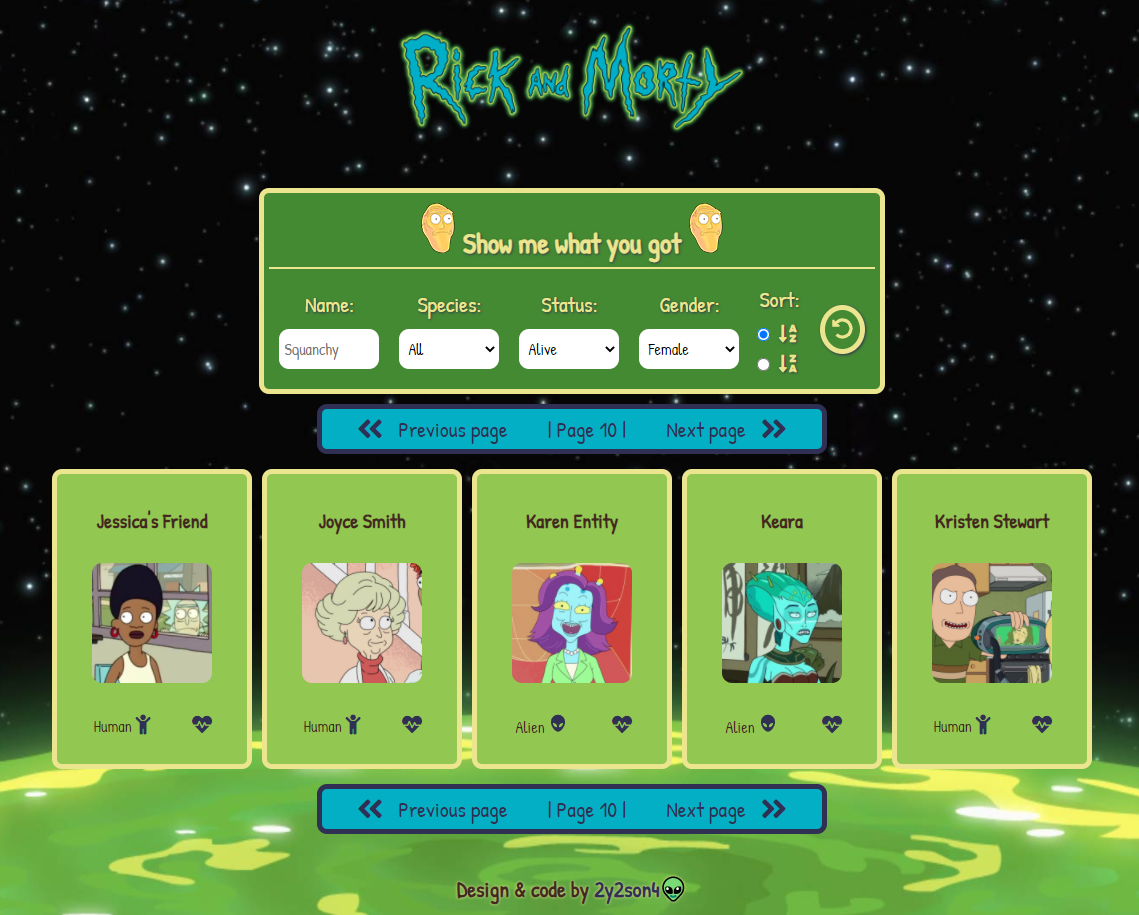 Rick and Morty
Show me what you got
Name: Species: Status: Gender: Sort:
Squanchy All Alive Female A Z
Z A
Previous page | Page 10 | Next page
Jessica's Friend Joyce Smith Karen Entity Keara Kristen Stewart
Human Human Alien Alien Human
Previous page | Page 10 | Next page
Design & code by 2y2son4